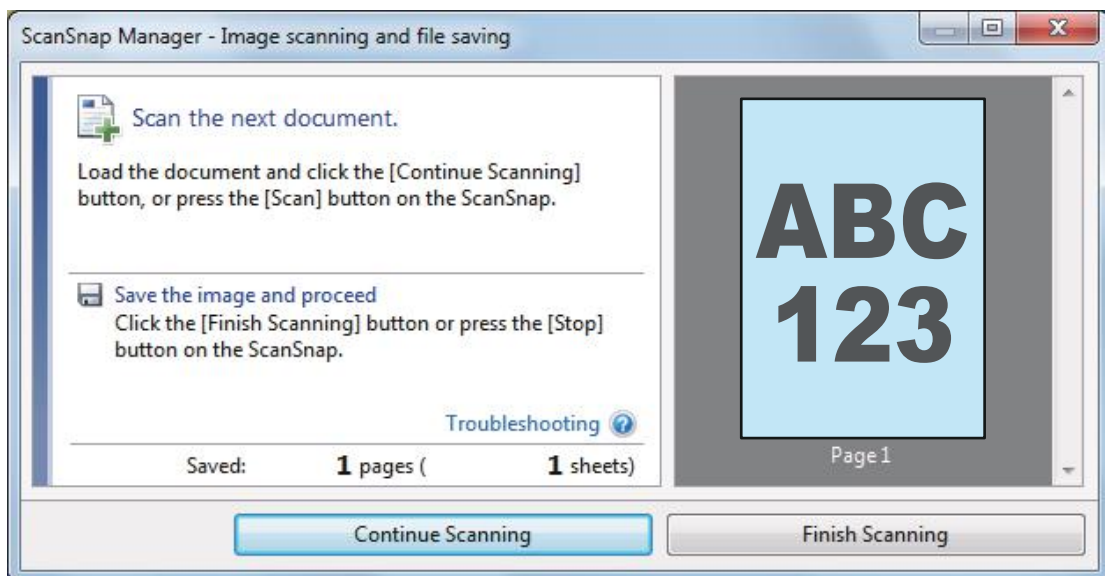 ScanSnap Manager - Image scanning and file saving
Scan the next document.
Load the document and click the [Continue Scanning]
button, or press the [Scan] button on the ScanSnap.
Save the image and proceed
Click the [Finish Scanning] button or press the [Stop]
button on the ScanSnap.
Troubleshooting ?
Saved: 1 pages ( 1 sheets)
ABC
123
Page 1
Continue Scanning
Finish Scanning